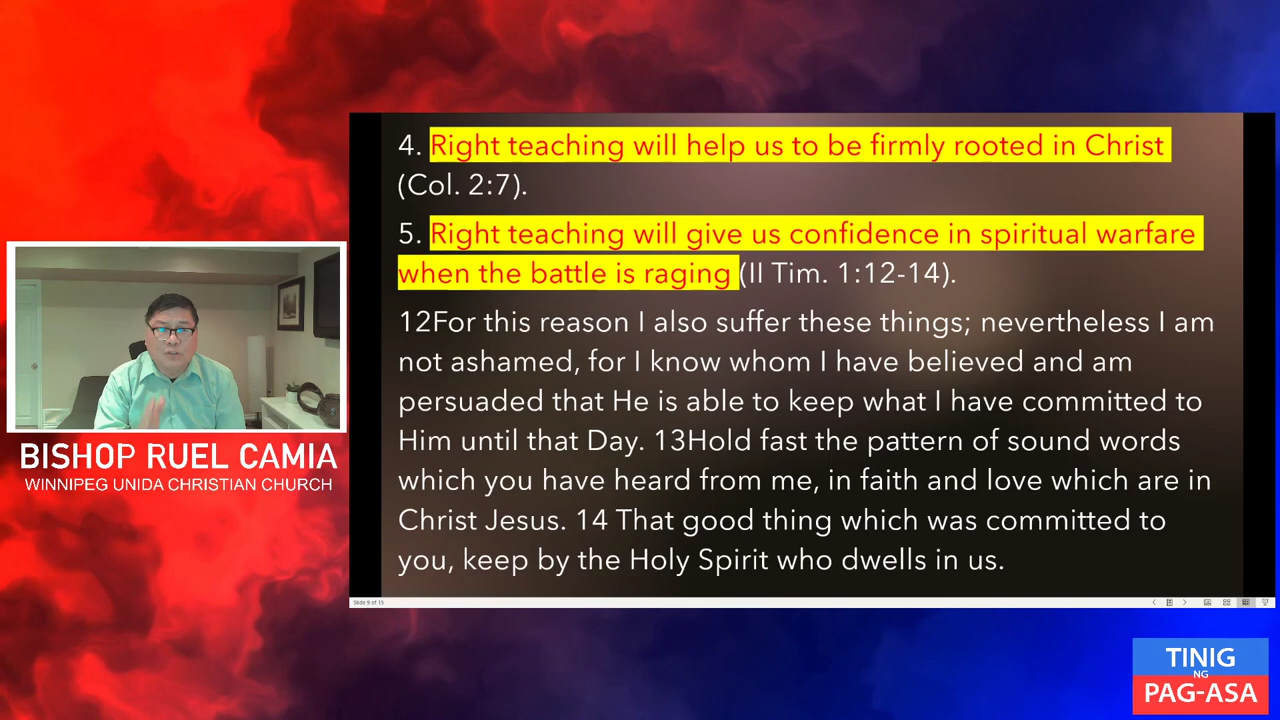 4. Right teaching will help us to be firmly rooted in Christ
(Col. 2:7).
5. Right teaching will give us confidence in spiritual warfare
when the battle is raging (II Tim. 1:12-14).
12For this reason I also suffer these things; nevertheless I am
not ashamed, for I know whom I have believed and am
persuaded that He is able to keep what I have committed to
Him until that Day. 13Hold fast the pattern of sound words
which you have heard from me, in faith and love which are in
Christ Jesus. 14 That good thing which was committed to
you, keep by the Holy Spirit who dwells in us.
Slide 9 of 15
BISHOP RUEL CAMIA
WINNIPEG UNIDA CHRISTIAN CHURCH
TINIG
NG
PAG-ASA